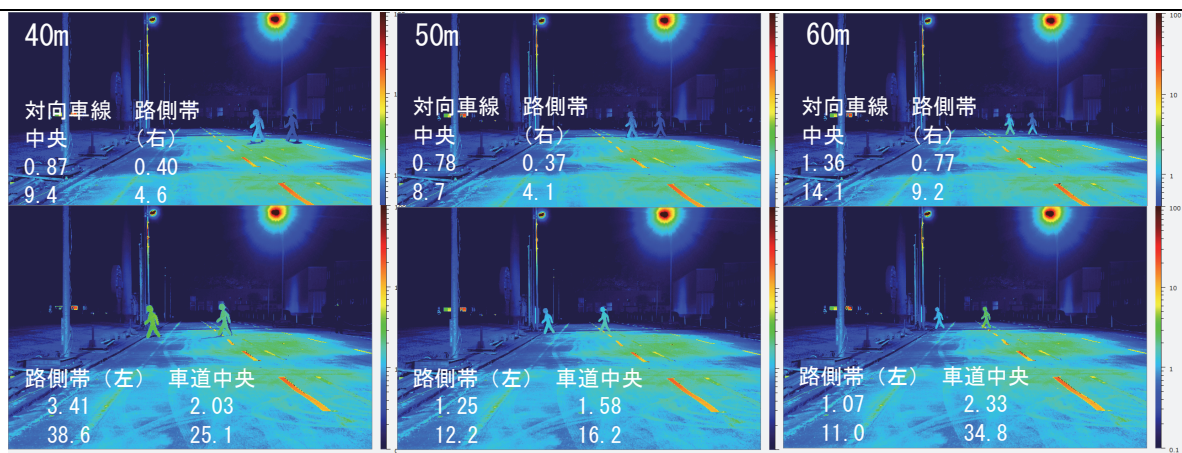 40m
対向車線 路側帯
中央 (右)
0.87 0.40
9.4 4.6
50m
対向車線 路側帯
中央 (右)
0.78 0.37
8.7 4.1
60m
対向車線 路側帯
中央 (右)
1.36 0.77
14.1 9.2
100
10
1
路側帯（左） 車道中央
3.41 2.03
38.6 25.1
路側帯（左） 車道中央
1.25 1.58
12.2 16.2
路側帯（左） 車道中央
1.07 2.33
11.0 34.8
100
10
1
0.1